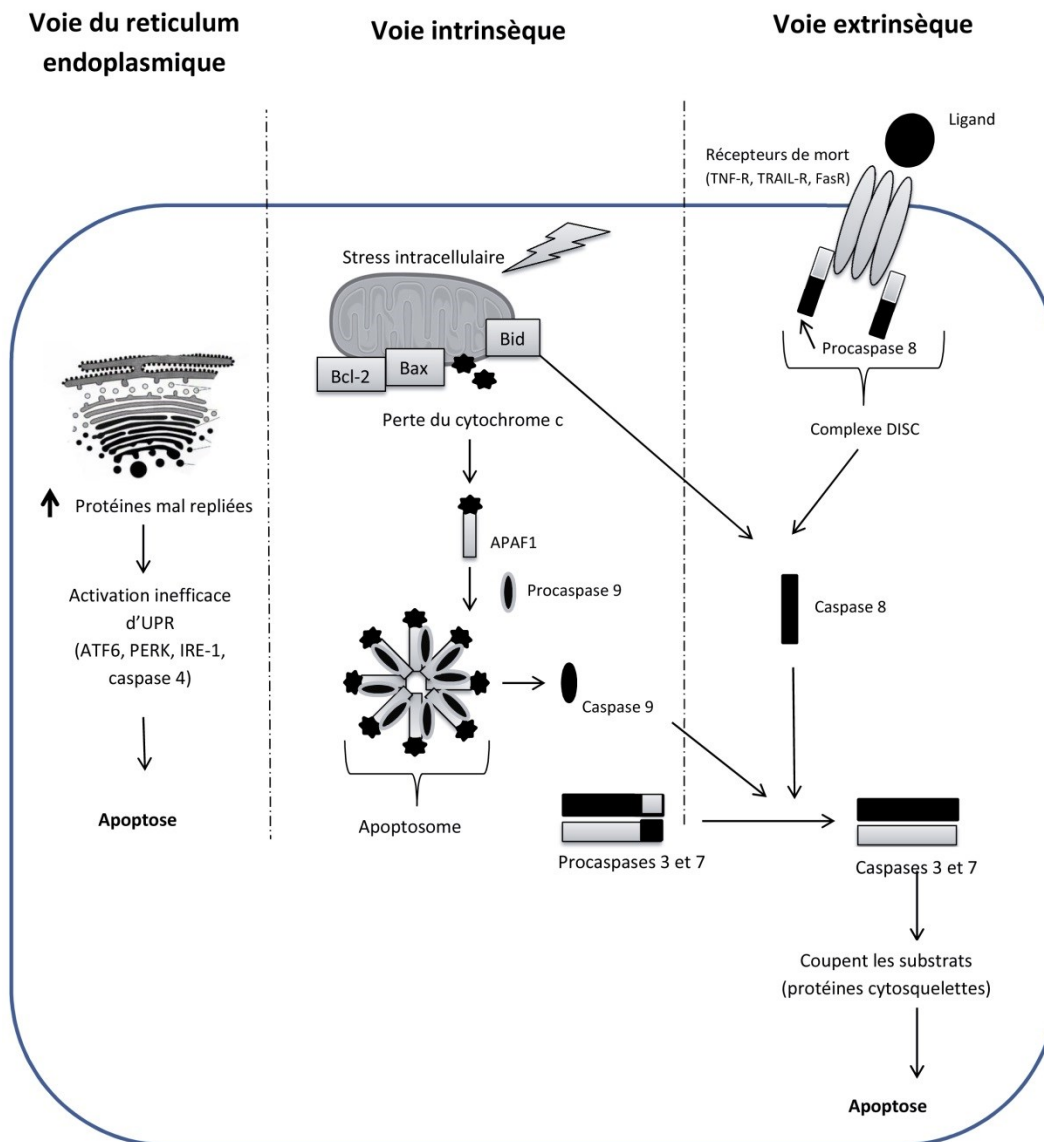 Voie du reticulum
endoplasmique
Voie intrinsèque
Voie extrinsèque
Ligand
Récepteurs de mort
(TNF-R, TRAIL-R, FasR)
Stress intracellulaire
Bid
Bax
Bcl-2
Procaspase 8
Perte du cytochrome c
Complexe DISC
Protéines mal repliées
APAF1
Procaspase 9
Activation inefficace
d’UPR
(ATF6, PERK, IRE-1,
caspase 4)
Caspase 8
Caspase 9
Apoptose
Apoptosome
Procaspases 3 et 7
Caspases 3 et 7
Coupent les substrats
(protéines cytosquelettes)
Apoptose